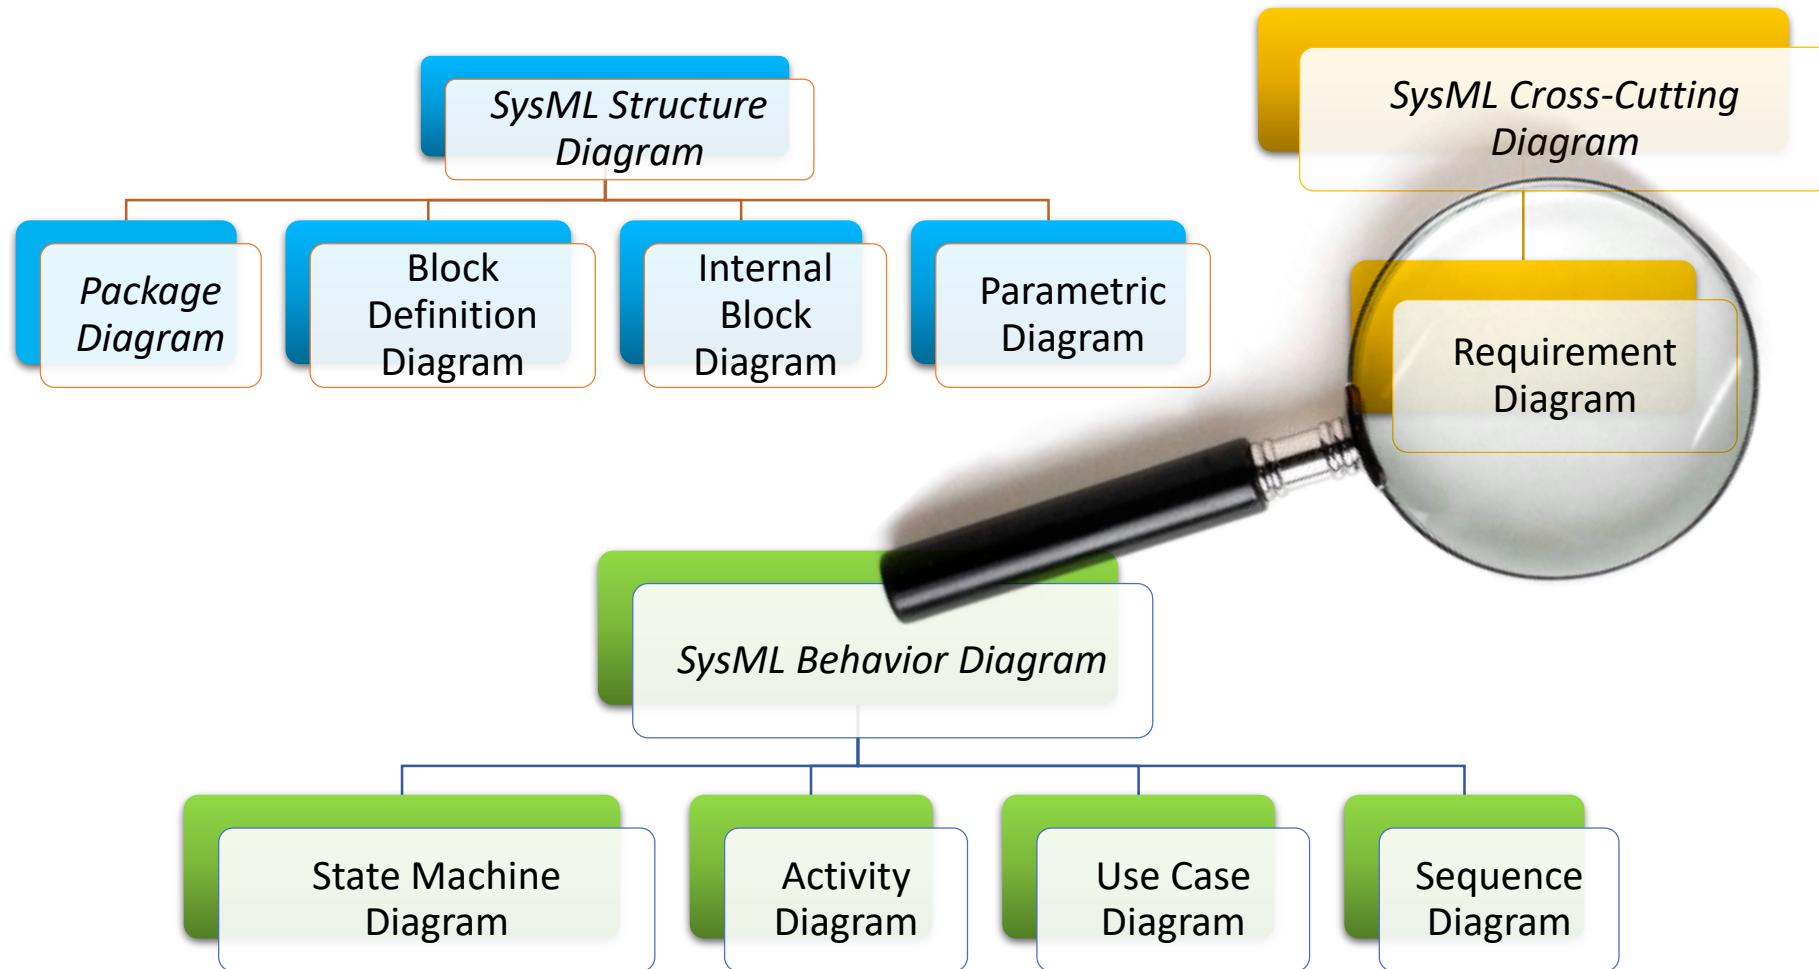 SysML Structure
Diagram
SysML Cross-Cutting
Diagram
Package
Diagram
Block
Definition
Diagram
Internal
Block
Diagram
Parametric
Diagram
Requirement
Diagram
SysML Behavior Diagram
State Machine
Diagram
Activity
Diagram
Use Case
Diagram
Sequence
Diagram